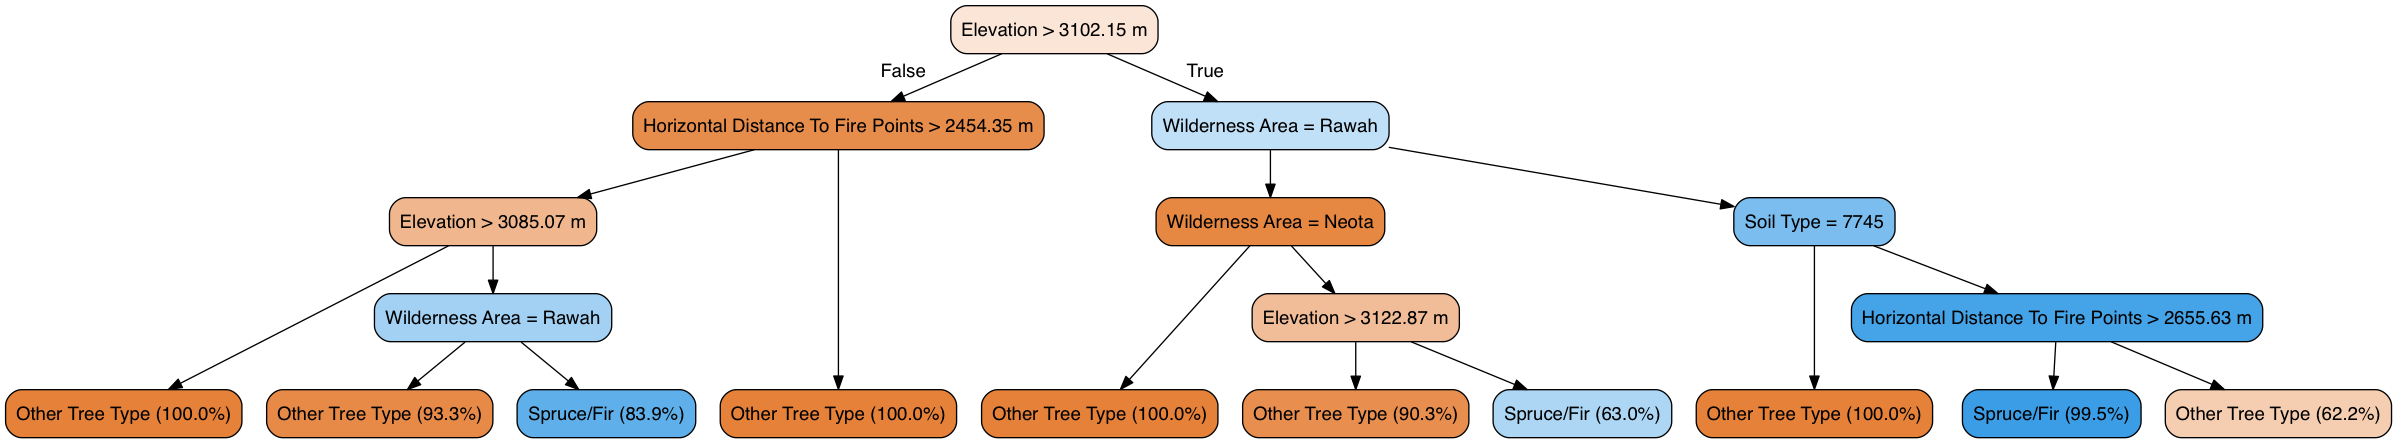 Elevation > 3102.15 m
False
True
Horizontal Distance To Fire Points > 2454.35 m
Wilderness Area = Rawah
Elevation > 3085.07 m
Wilderness Area = Neota
Soil Type = 7745
Wilderness Area = Rawah
Elevation > 3122.87 m
Horizontal Distance To Fire Points > 2655.63 m
Other Tree Type (100.0%)
Other Tree Type (93.3%)
Spruce/Fir (83.9%)
Other Tree Type (100.0%)
Other Tree Type (100.0%)
Other Tree Type (90.3%)
Spruce/Fir (63.0%)
Other Tree Type (100.0%)
Spruce/Fir (99.5%)
Other Tree Type (62.2%)